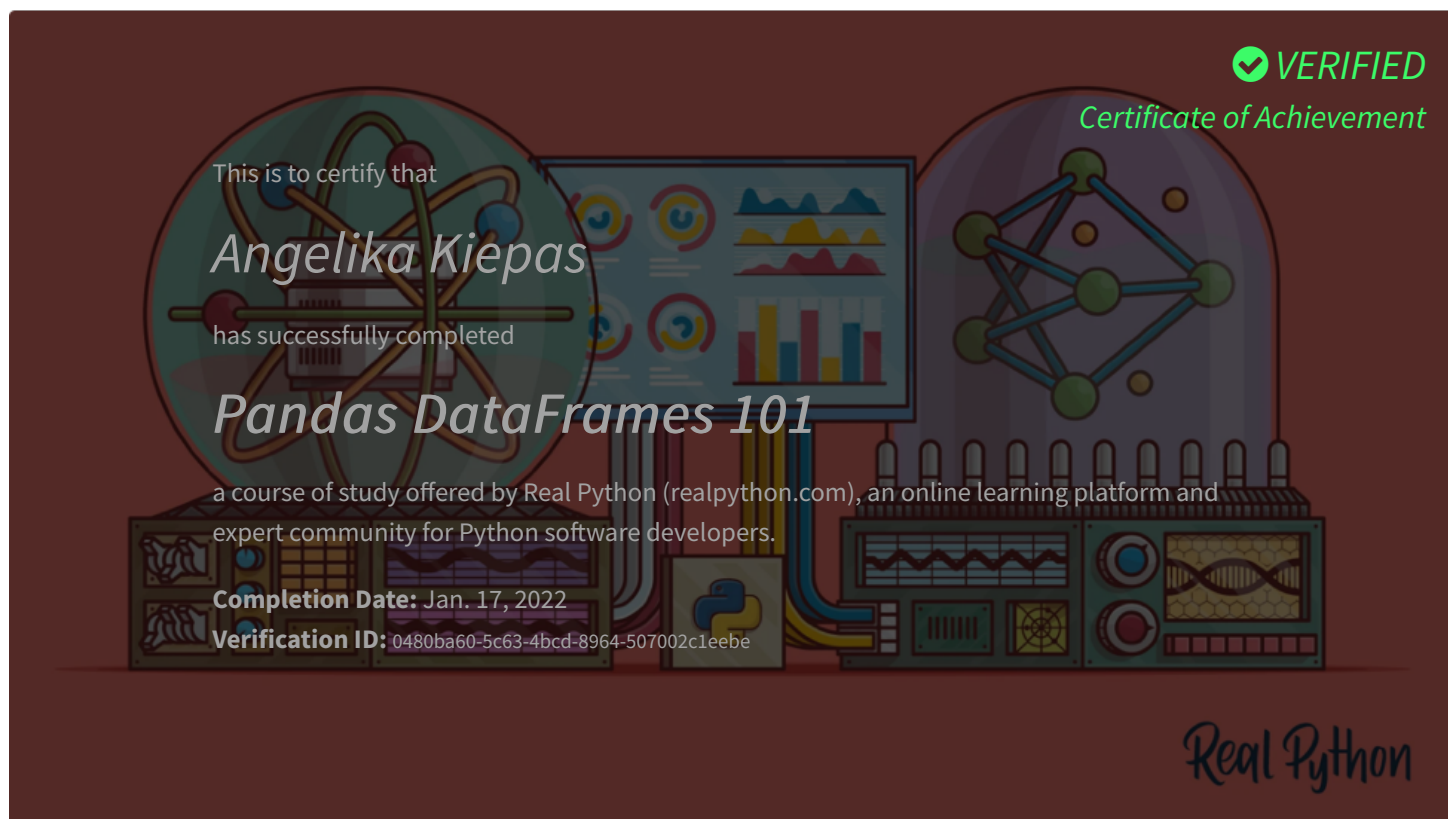 VERIFIED
Certificate of Achievement
This is to certify that
Angelika Kiepas
has successfully completed
Pandas DataFrames 101
a course of study offered by Real Python (realpython.com), an online learning platform and
expert community for Python software developers.
Completion Date: Jan. 17, 2022
Verification ID: 0480ba60-5c63-4bcd-8964-507002c1eebe
Real Python